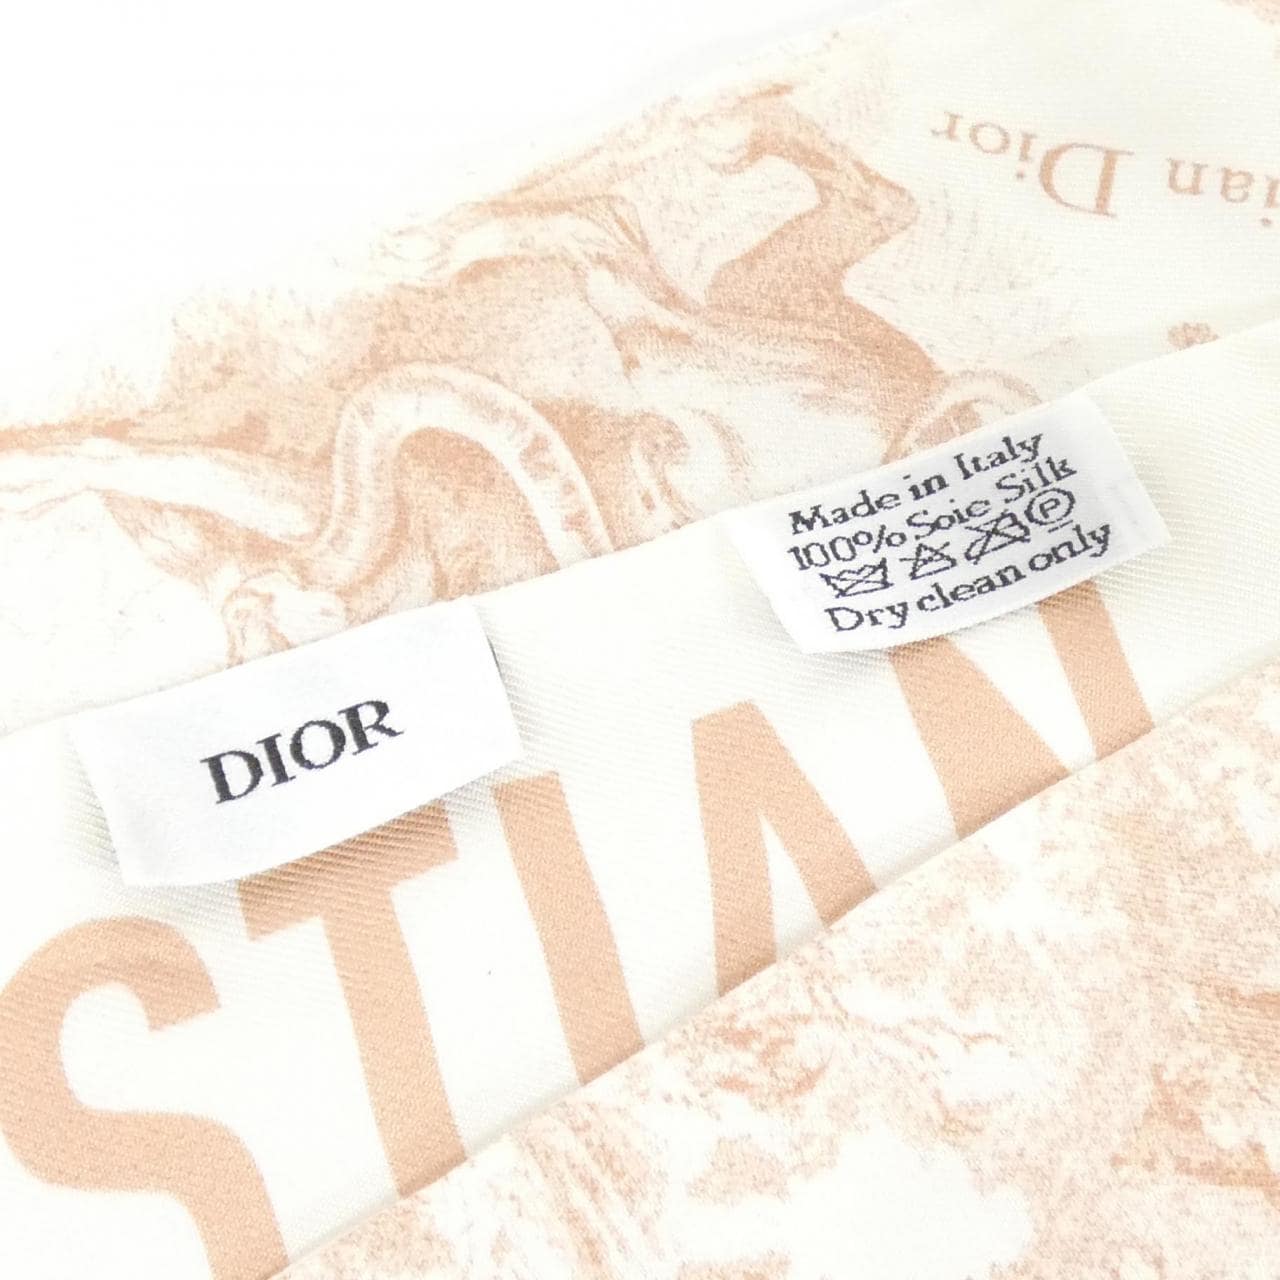 ian Dior
Made in Italy
100% Soie Silk
P
Dry clean only
DIOR
STIAN